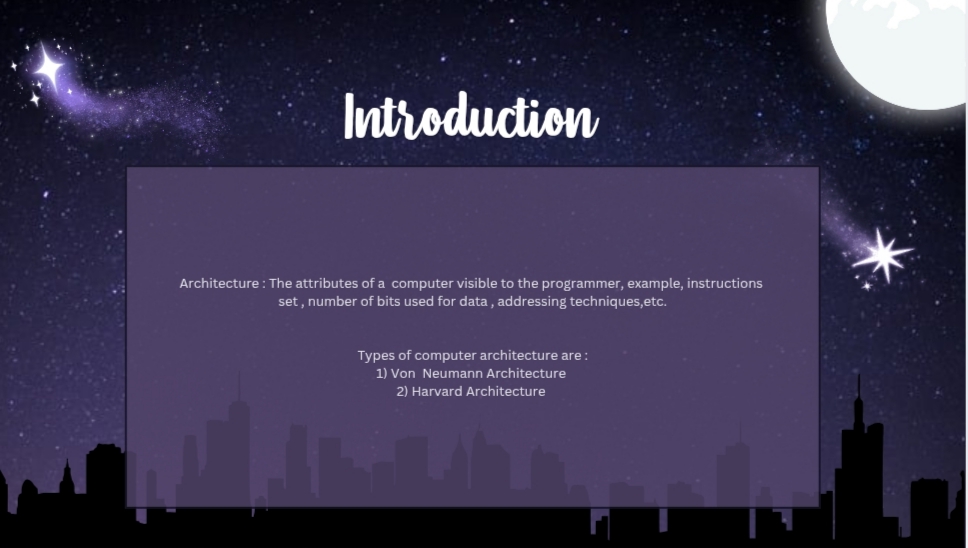 Introduction
Architecture : The attributes of a  computer visible to the programmer, example, instructions
set , number of bits used for data , addressing techniques,etc.
Types of computer architecture are :
1) Von  Neumann Architecture
2) Harvard Architecture